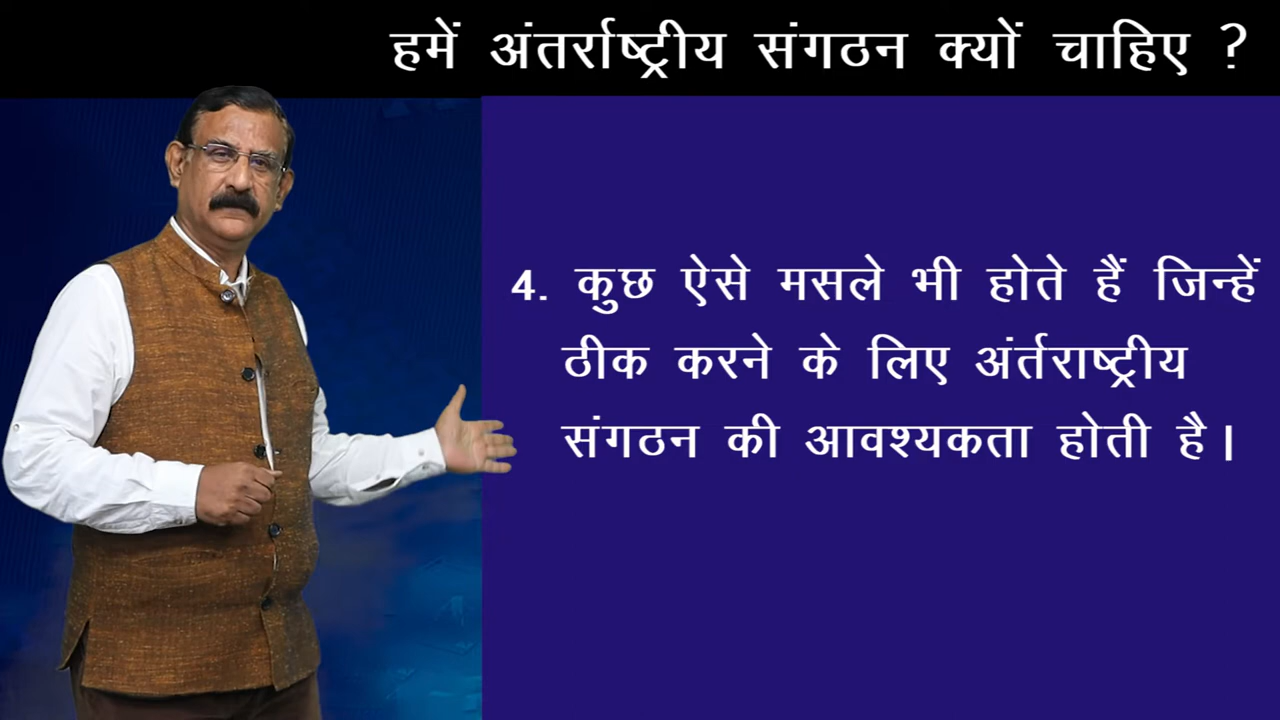 हमें अंतर्राष्ट्रीय संगठन क्यों चाहिए ?
4. कुछ ऐसे मसले भी होते हैं जिन्हें
ठीक करने के लिए अंर्तराष्ट्रीय
संगठन की आवश्यकता होती है।